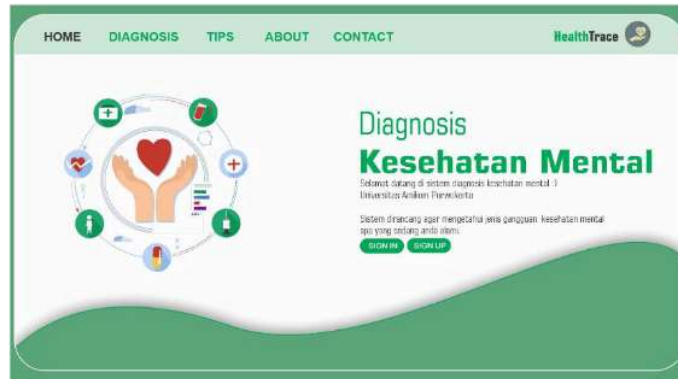 HOME DIAGNOSIS TIPS ABOUT CONTACT HealthTrace
Diagnosis
Kesehatan Mental
Selamat datang di sistem diagnosis kesehatan mental :)
Universitas Amikom Purwokerto
Sistem dirancang agar mengetahui jenis gangguan kesehatan mental
apa yang sedang anda alami.
SIGN IN SIGN UP